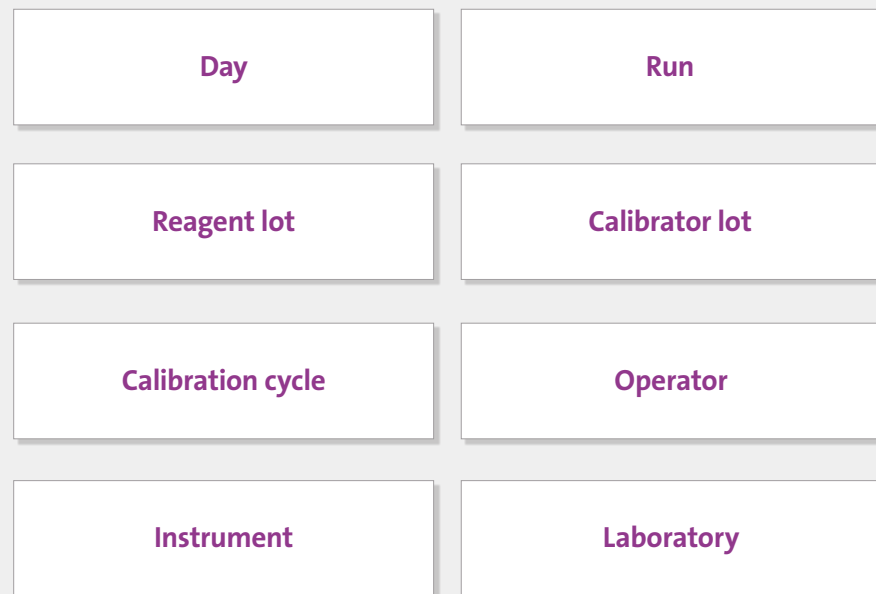 Day
Run
Reagent lot
Calibrator lot
Calibration cycle
Operator
Instrument
Laboratory